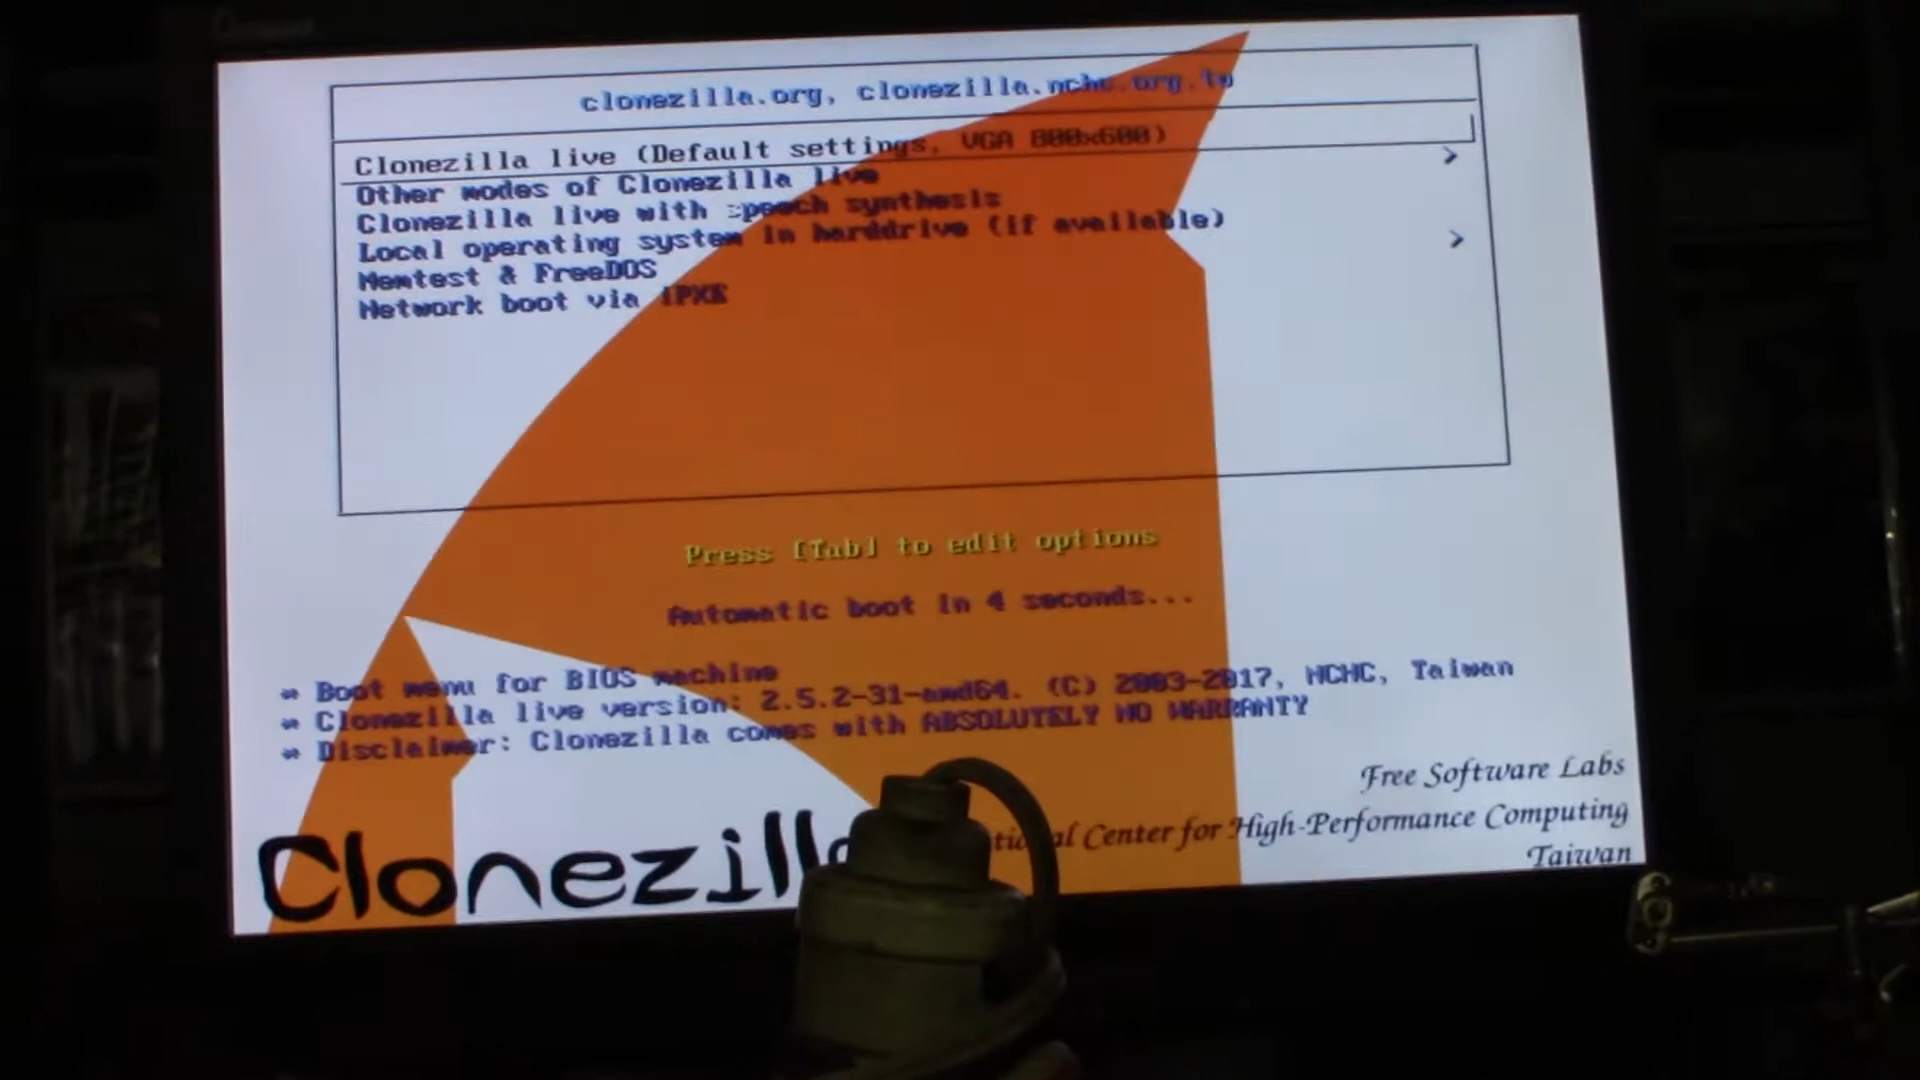 clonezilla.org, clonezilla.nchc.org.tw
Clonezilla live (Default settings, VGA 800x600)
Other modes of Clonezilla live >
Clonezilla live with speech synthesis
Local operating system in harddrive (if available)
Memtest & FreeDOS >
Network boot via iPXE
Press [Tab] to edit options
Automatic boot in 4 seconds...
* Boot menu for BIOS machine
* Clonezilla live version: 2.5.2-31-amd64. (C) 2003-2017, NCHC, Taiwan
* Disclaimer: Clonezilla comes with ABSOLUTELY NO WARRANTY
Free Software Labs
tional Center for High-Performance Computing
Taiwan
Clonezilla